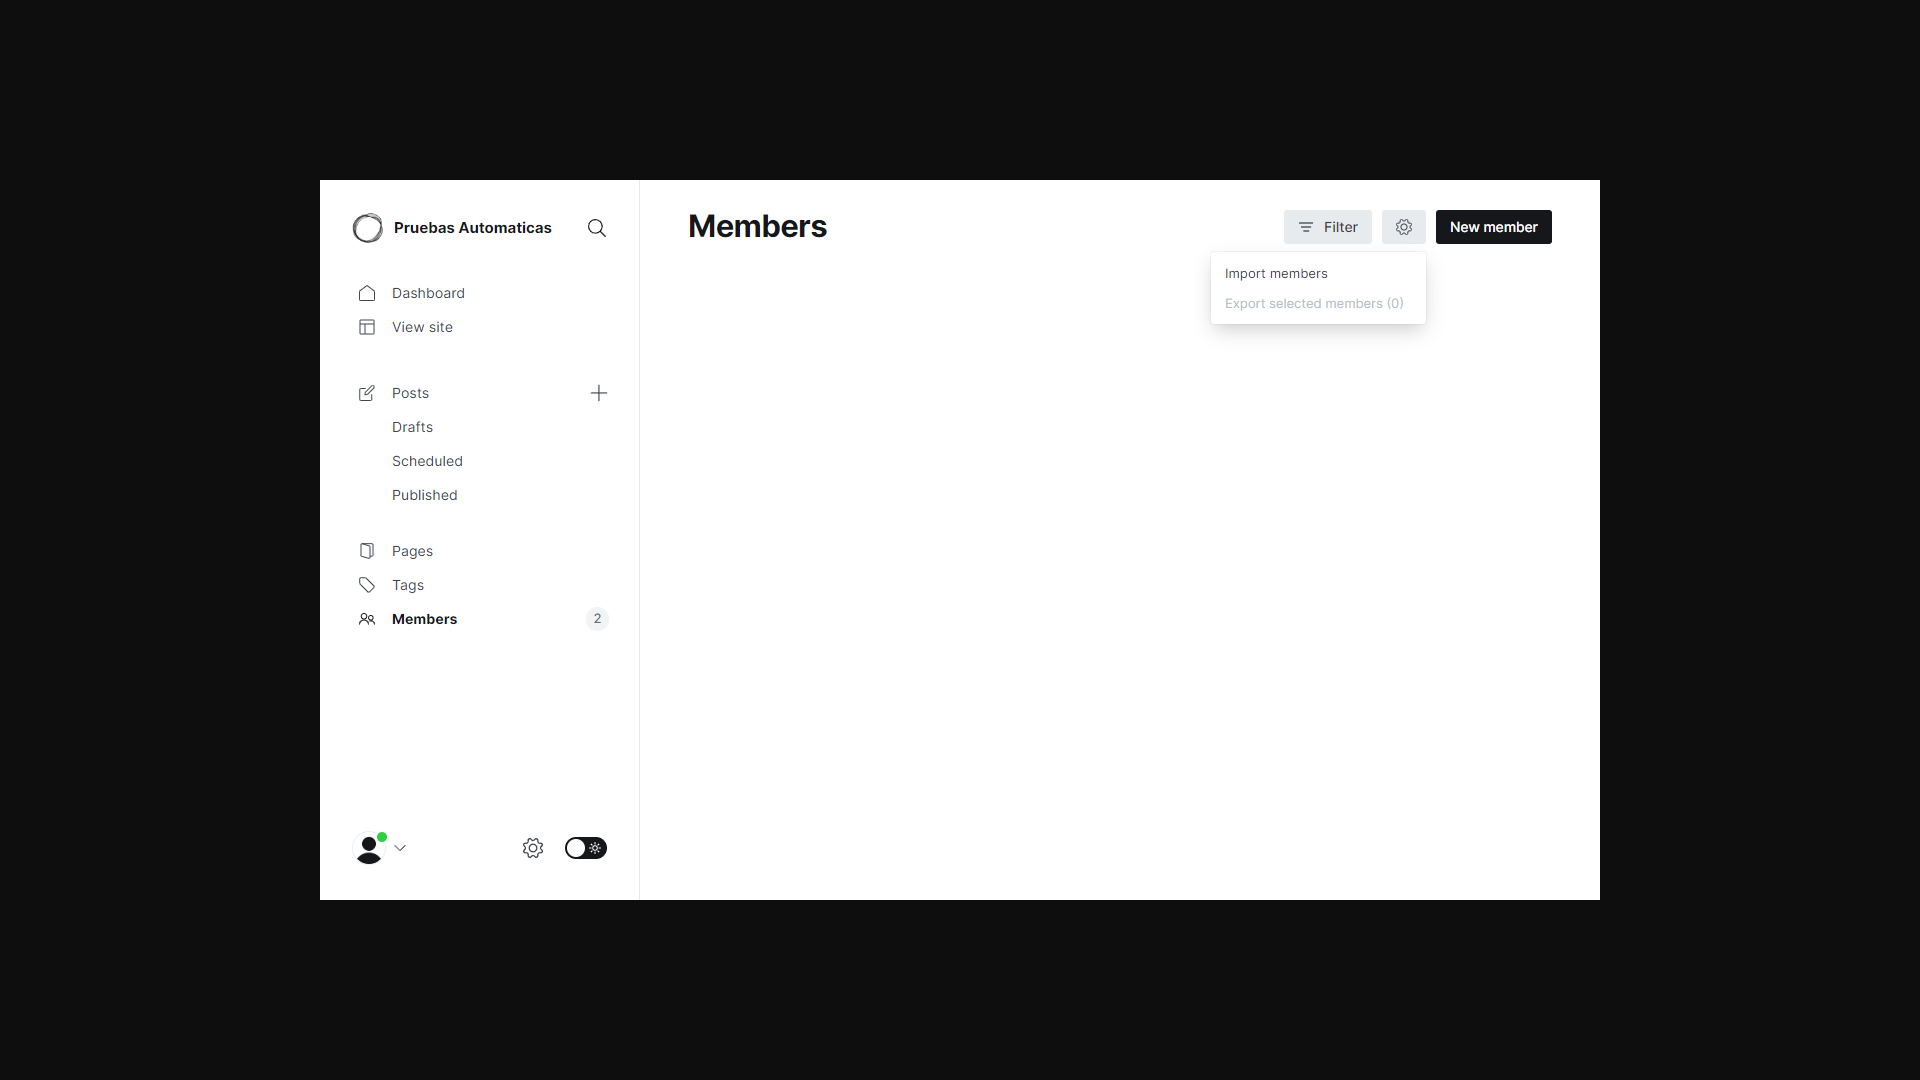 Pruebas Automaticas
Dashboard
View site
Posts
Drafts
Scheduled
Published
Pages
Tags
Members 2
Members
Filter
New member
Import members
Export selected members (0)